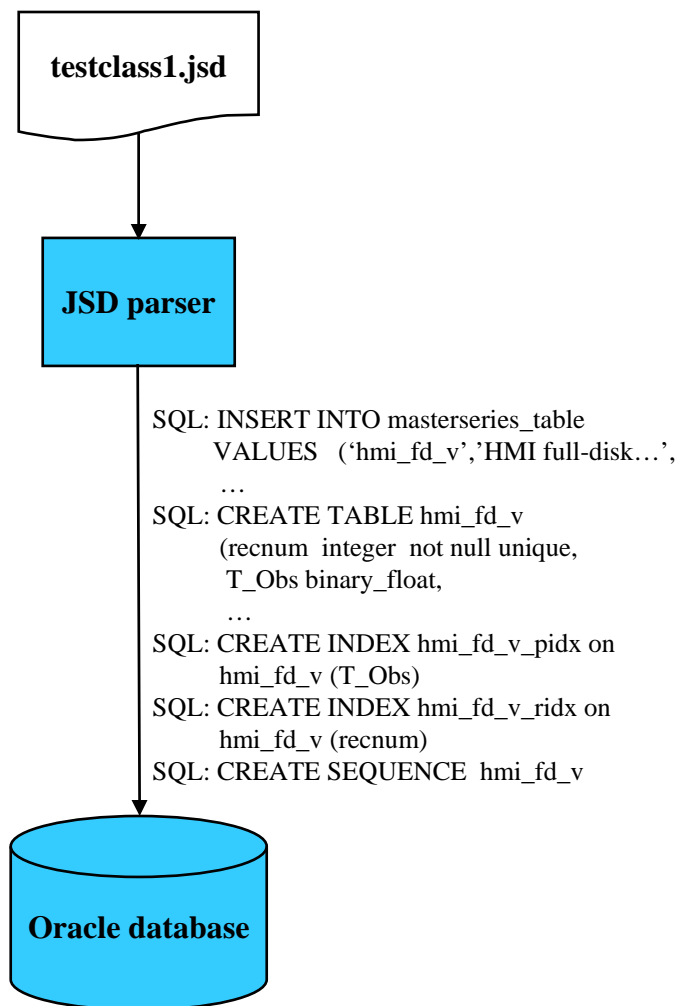 testclass1.jsd
JSD parser
SQL: INSERT INTO masterseries_table
VALUES (‘hmi_fd_v’,’HMI full-disk…’,
…
SQL: CREATE TABLE hmi_fd_v
(recnum integer not null unique,
T_Obs binary_float,
…
SQL: CREATE INDEX hmi_fd_v_pidx on
hmi_fd_v (T_Obs)
SQL: CREATE INDEX hmi_fd_v_ridx on
hmi_fd_v (recnum)
SQL: CREATE SEQUENCE hmi_fd_v
Oracle database